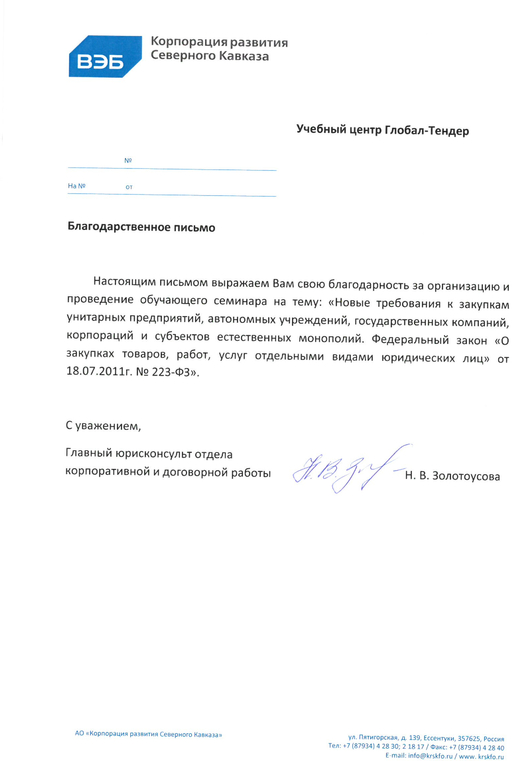 ВЭБ
Корпорация развития
Северного Кавказа
Учебный центр Глобал-Тендер
№
На № от
Благодарственное письмо
Настоящим письмом выражаем Вам свою благодарность за организацию и
проведение обучающего семинара на тему: «Новые требования к закупкам
унитарных предприятий, автономных учреждений, государственных компаний,
корпораций и субъектов естественных монополий. Федеральный закон «О
закупках товаров, работ, услуг отдельными видами юридических лиц» от
18.07.2011г. № 223-ФЗ».
С уважением,
Главный юрисконсульт отдела
корпоративной и договорной работы
Н. В. Золотоусова
АО «Корпорация развития Северного Кавказа»
ул. Пятигорская, д. 139, Ессентуки, 357625, Россия
Тел: +7 (87934) 4 28 30; 2 18 17 / Факс: +7 (87934) 4 28 40
E-mail: info@krskfo.ru / www. krskfo.ru